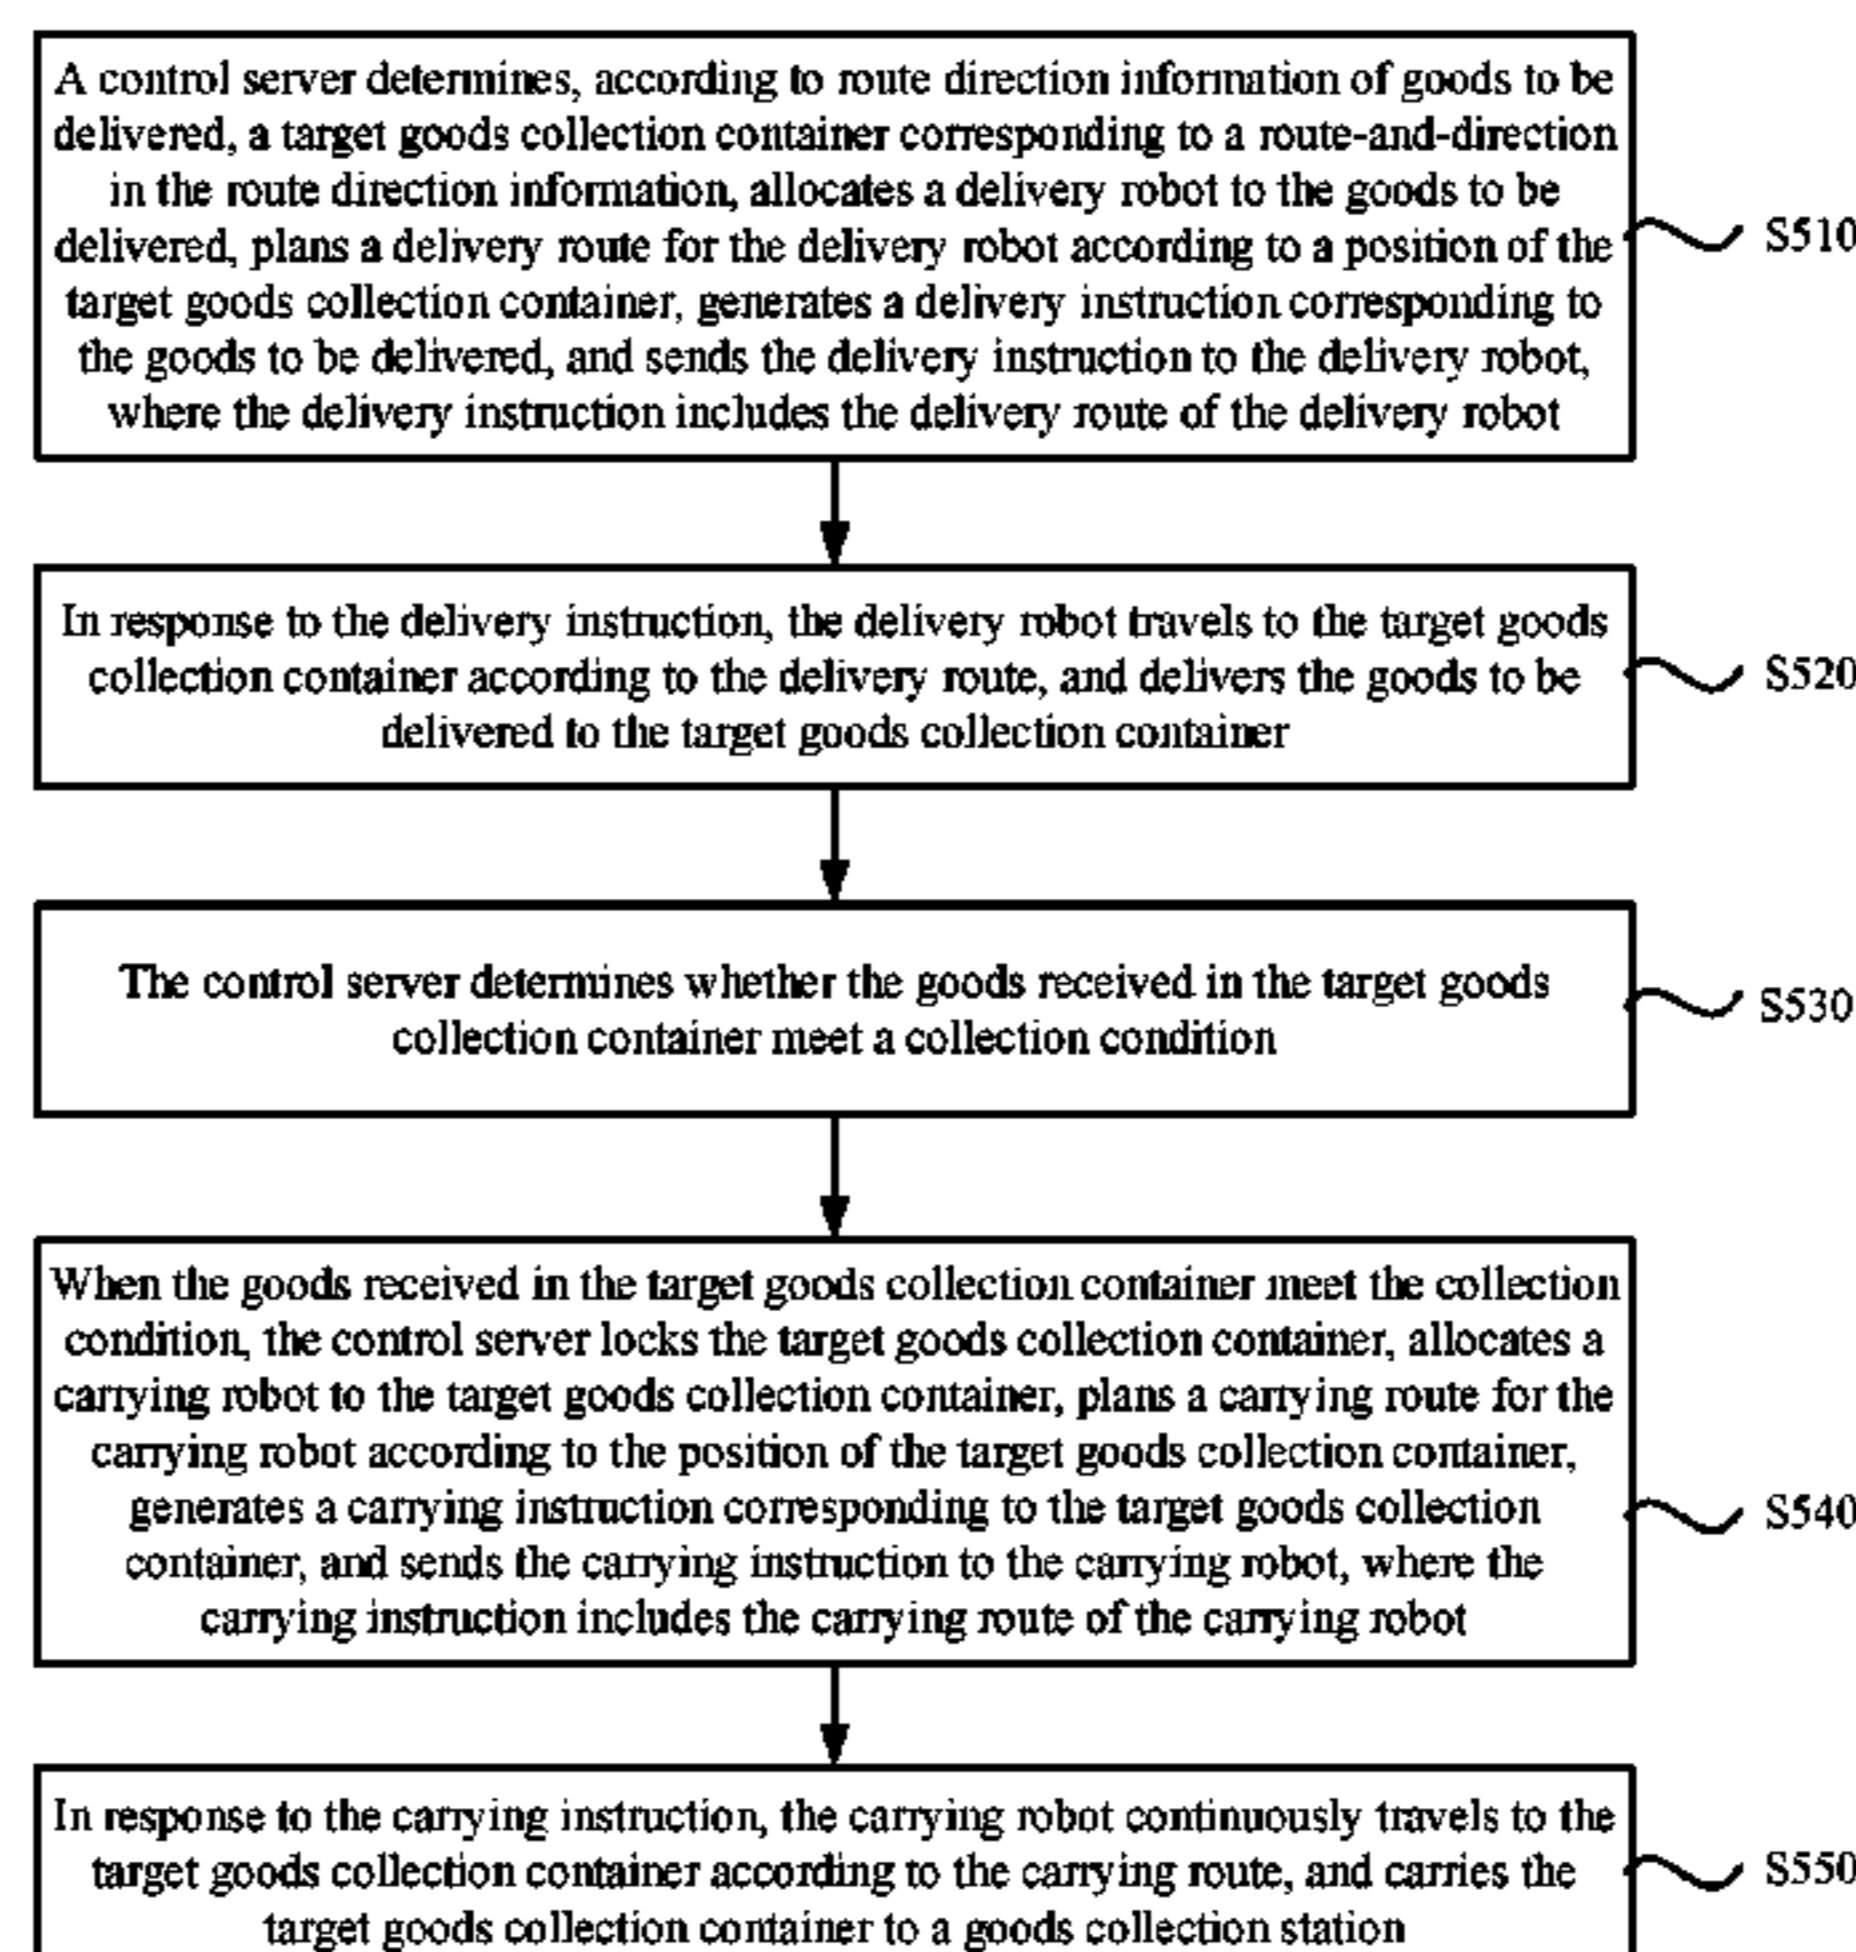 A control server determines, according to route direction information of goods to be
delivered, a target goods collection container corresponding to a route-and-direction
in the route direction information, allocates a delivery robot to the goods to be
delivered, plans a delivery route for the delivery robot according to a position of the
target goods collection container, generates a delivery instruction corresponding to
the goods to be delivered, and sends the delivery instruction to the delivery robot,
where the delivery instruction includes the delivery route of the delivery robot
S510
In response to the delivery instruction, the delivery robot travels to the target goods
collection container according to the delivery route, and delivers the goods to be
delivered to the target goods collection container
S520
The control server determines whether the goods received in the target goods
collection container meet a collection condition
S530
When the goods received in the target goods collection container meet the collection
condition, the control server locks the target goods collection container, allocates a
carrying robot to the target goods collection container, plans a carrying route for the
carrying robot according to the position of the target goods collection container,
generates a carrying instruction corresponding to the target goods collection
container, and sends the carrying instruction to the carrying robot, where the
carrying instruction includes the carrying route of the carrying robot
S540
In response to the carrying instruction, the carrying robot continuously travels to the
target goods collection container according to the carrying route, and carries the
target goods collection container to a goods collection station
S550